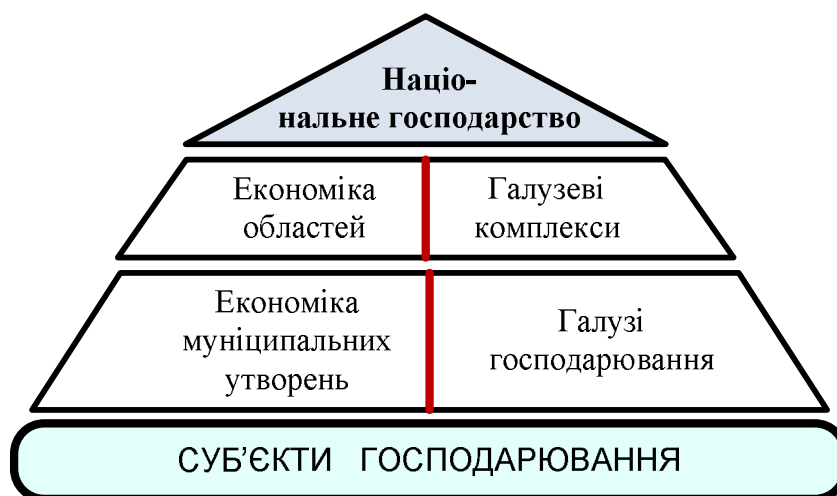 Націо-
нальне господарство
Економіка
областей
Галузеві
комплекси
Економіка
муніципальних
утворень
Галузі
господарювання
СУБ’ЄКТИ ГОСПОДАРЮВАННЯ